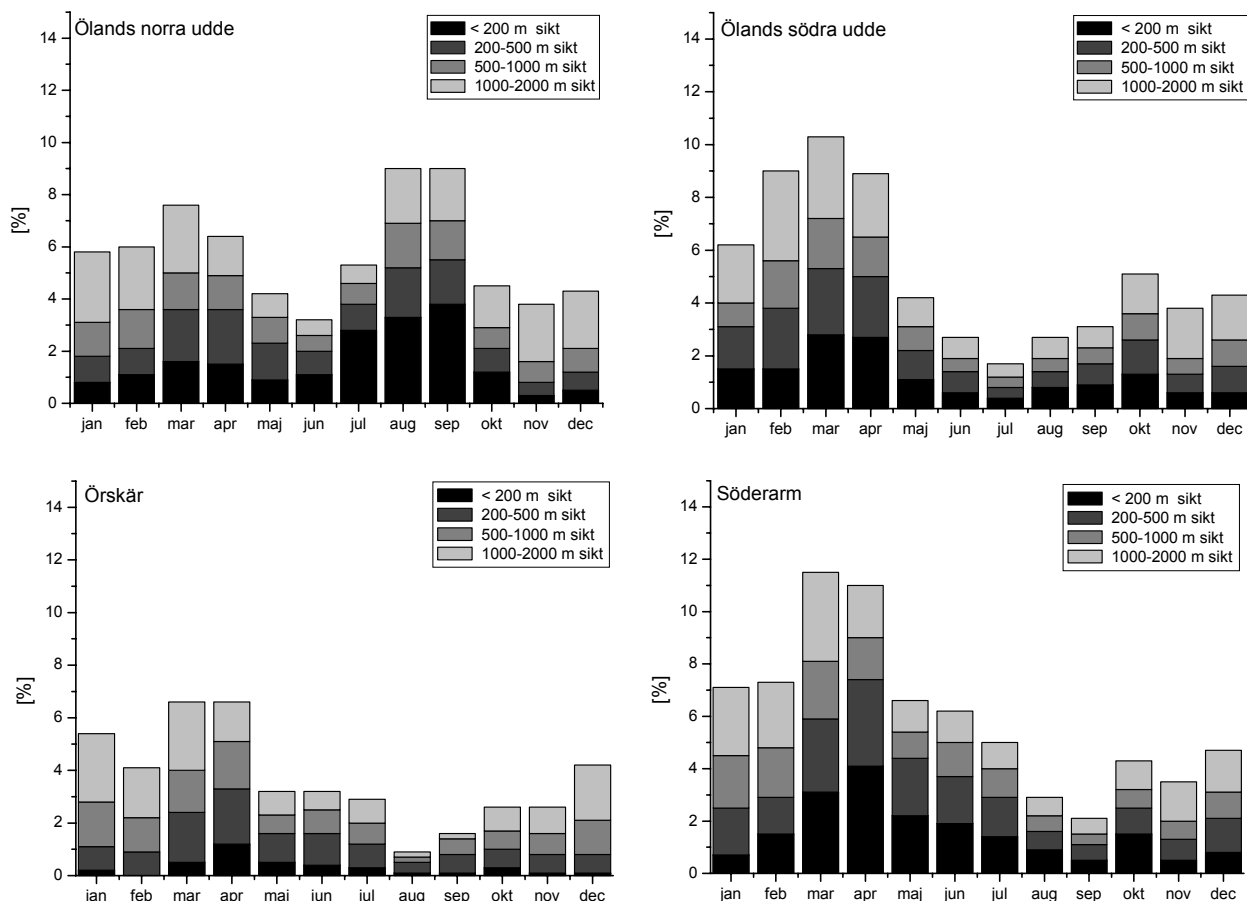 Ölands norra udde
< 200 m sikt
200-500 m sikt
500-1000 m sikt
1000-2000 m sikt
[%]
14
12
10
8
6
4
2
0
jan feb mar apr maj jun jul aug sep okt nov dec
Ölands södra udde
< 200 m sikt
200-500 m sikt
500-1000 m sikt
1000-2000 m sikt
[%]
14
12
10
8
6
4
2
0
jan feb mar apr maj jun jul aug sep okt nov dec
Örskär
< 200 m sikt
200-500 m sikt
500-1000 m sikt
1000-2000 m sikt
[%]
14
12
10
8
6
4
2
0
jan feb mar apr maj jun jul aug sep okt nov dec
Söderarm
< 200 m sikt
200-500 m sikt
500-1000 m sikt
1000-2000 m sikt
[%]
14
12
10
8
6
4
2
0
jan feb mar apr maj jun jul aug sep okt nov dec